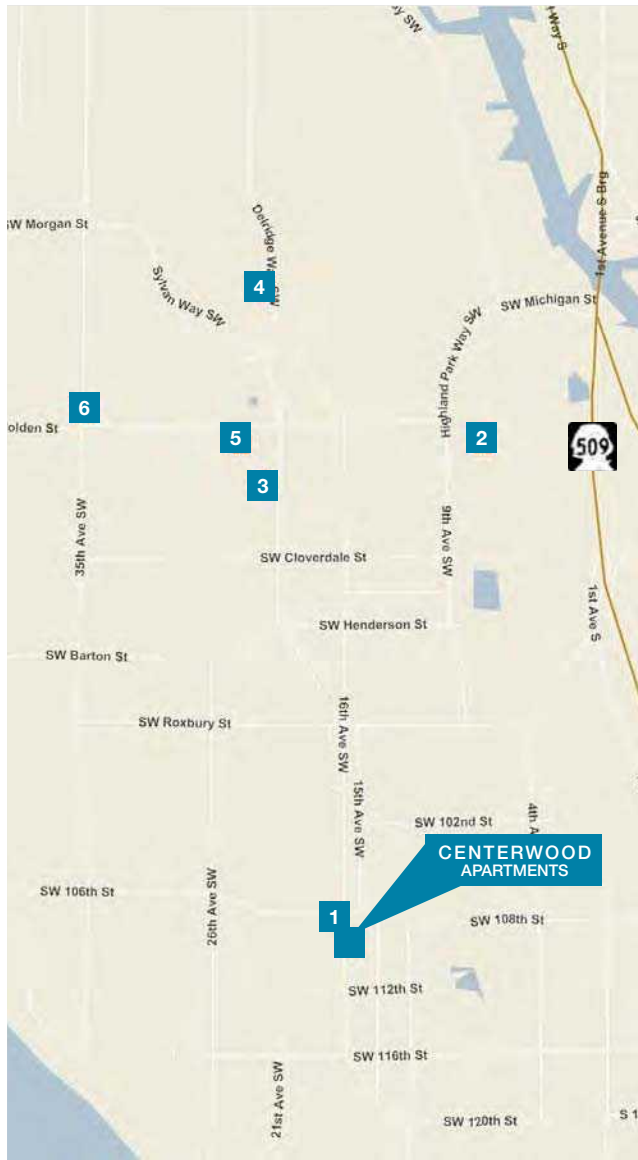 ay SW
Way S
1st Avenue S Brg
SW Morgan St
Delridge Way SW
4
Sylvan Way SW
SW Michigan St
Highland Park Way SW
6
olden St
5
2
509
3
35th Ave SW
9th Ave SW
SW Cloverdale St
1st Ave S
SW Henderson St
SW Barton St
16th Ave SW
SW Roxbury St
15th Ave SW
SW 102nd St
4th A
CENTERWOOD
APARTMENTS
SW 106th St
26th Ave SW
1
SW 108th St
SW 112th St
SW 116th St
21st Ave SW
SW 120th St
S 1